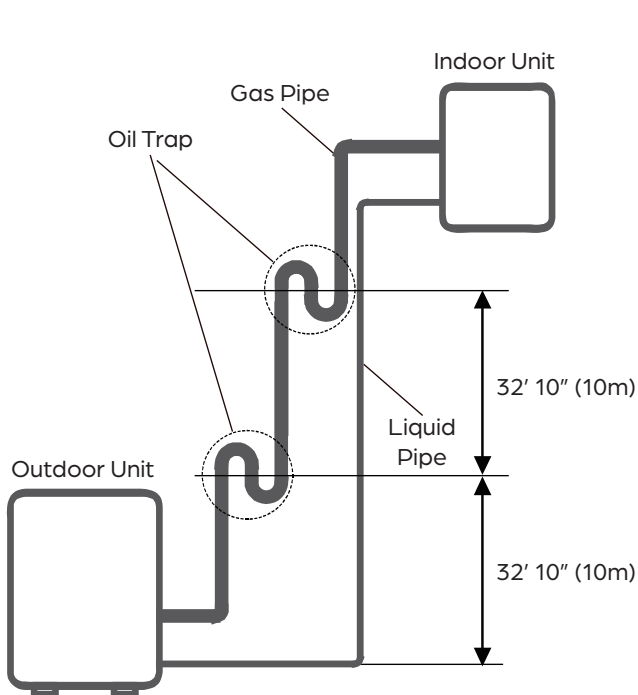 Indoor Unit
Gas Pipe
Oil Trap
32′ 10″ (10m)
Liquid
Pipe
Outdoor Unit
32′ 10″ (10m)